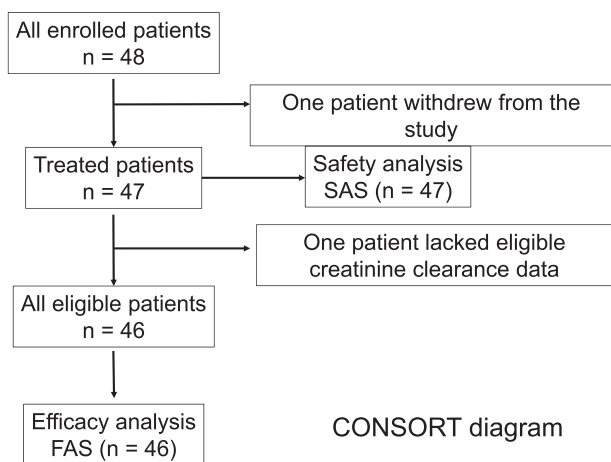 All enrolled patients
n = 48
One patient withdrew from the
study
Treated patients
n = 47
Safety analysis
SAS (n = 47)
One patient lacked eligible
creatinine clearance data
All eligible patients
n = 46
Efficacy analysis
FAS (n = 46)
CONSORT diagram